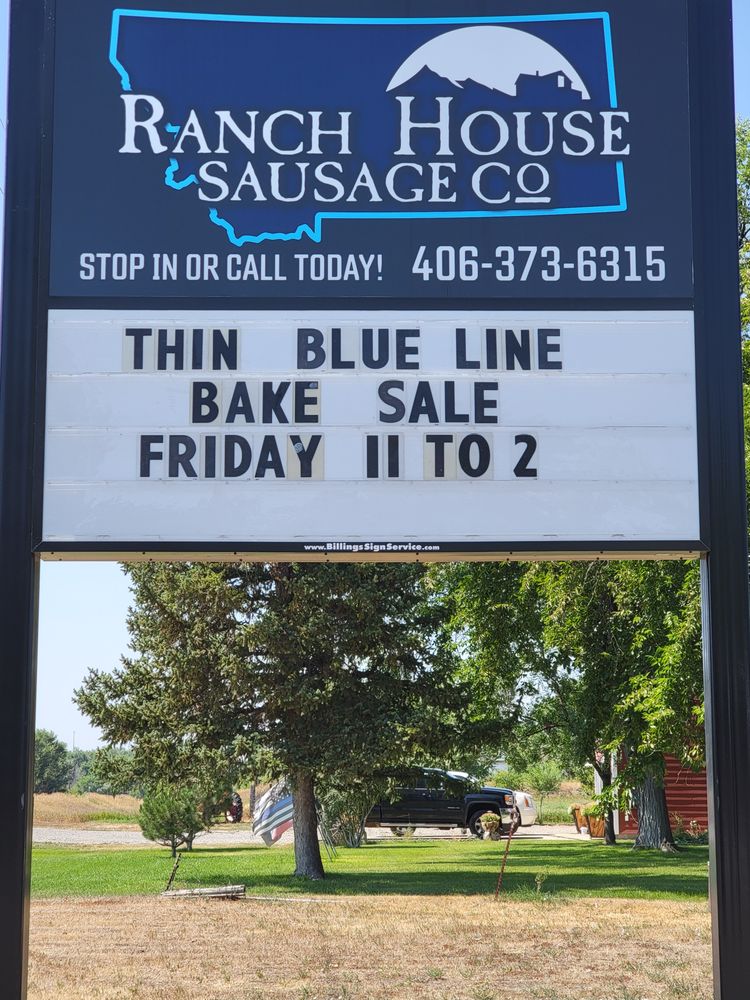 RANCH HOUSE
SAUSAGE CO
STOP IN OR CALL TODAY! 406-373-6315
THIN BLUE LINE
BAKE SALE
FRIDAY 11 TO 2
www.BillingsSignService.com